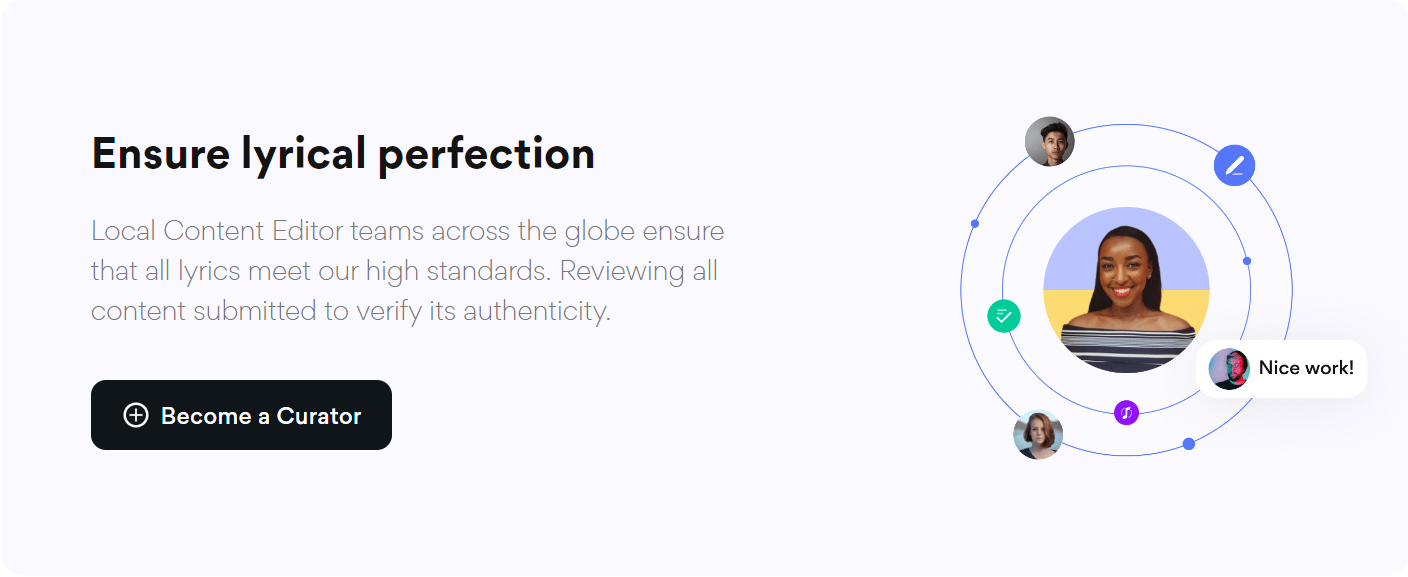 Ensure lyrical perfection
Local Content Editor teams across the globe ensure
that all lyrics meet our high standards. Reviewing all
content submitted to verify its authenticity.
Become a Curator
Nice work!